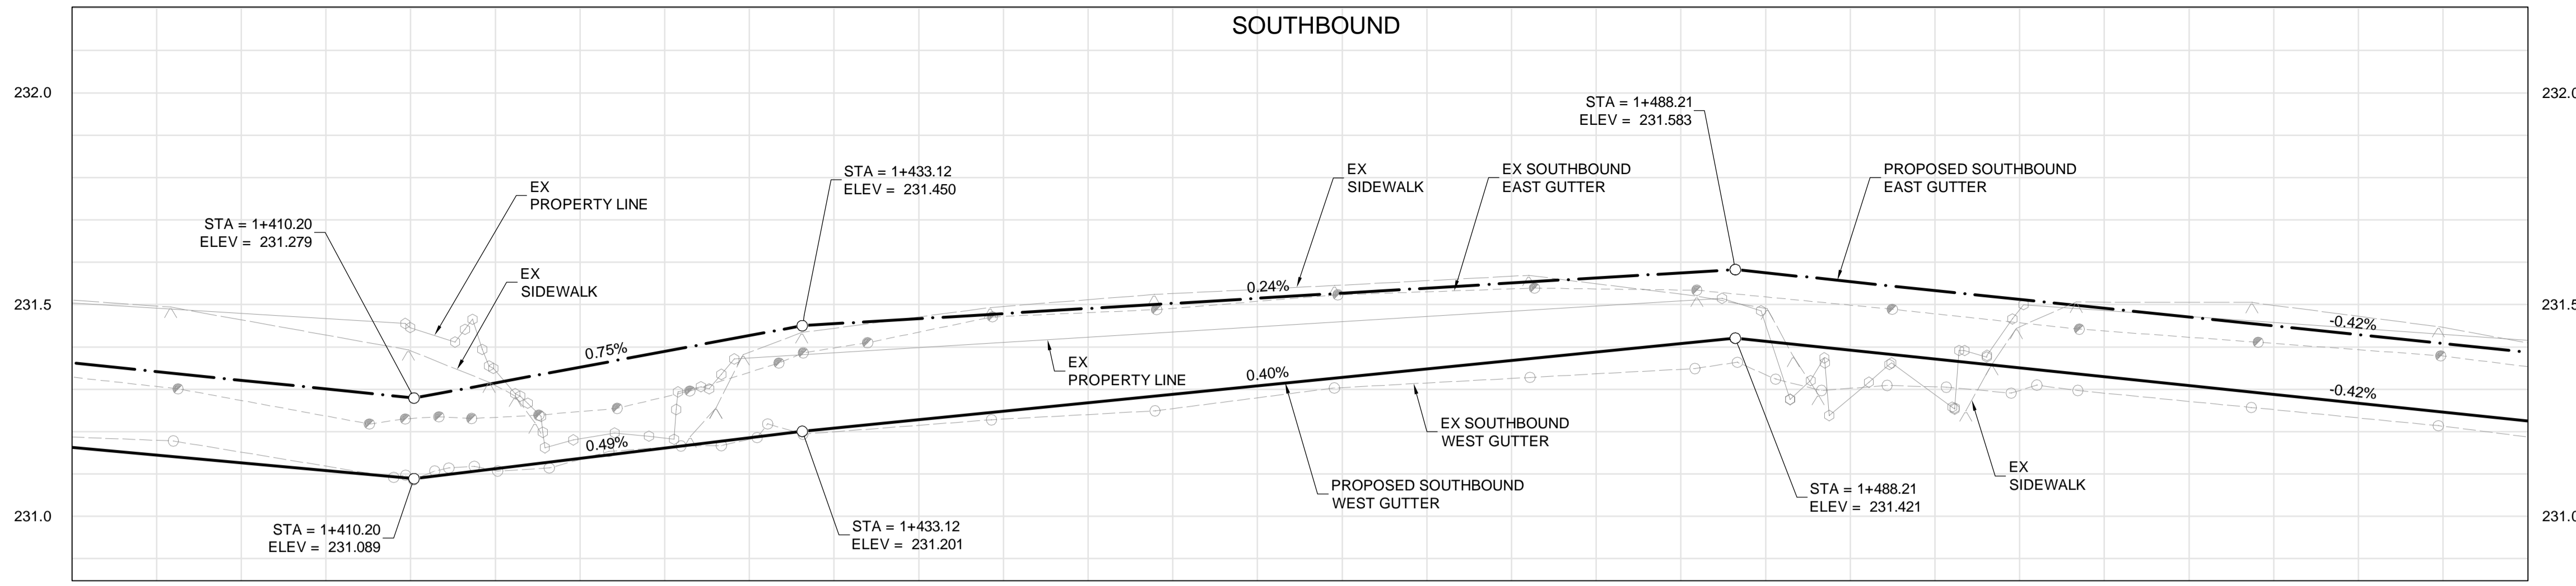 SOUTHBOUND
232.0
232.0
STA = 1+488.21
ELEV = 231.583
STA = 1+433.12
ELEV = 231.450
EX
SIDEWALK
EX SOUTHBOUND
EAST GUTTER
PROPOSED SOUTHBOUND
EAST GUTTER
EX
PROPERTY LINE
STA = 1+410.20
ELEV = 231.279
EX
SIDEWALK
0.24%
231.5
231.5
-0.42%
0.75%
EX
PROPERTY LINE
0.40%
-0.42%
EX SOUTHBOUND
WEST GUTTER
0.49%
EX
SIDEWALK
PROPOSED SOUTHBOUND
WEST GUTTER
STA = 1+488.21
ELEV = 231.421
231.0
231.0
STA = 1+410.20
ELEV = 231.089
STA = 1+433.12
ELEV = 231.201